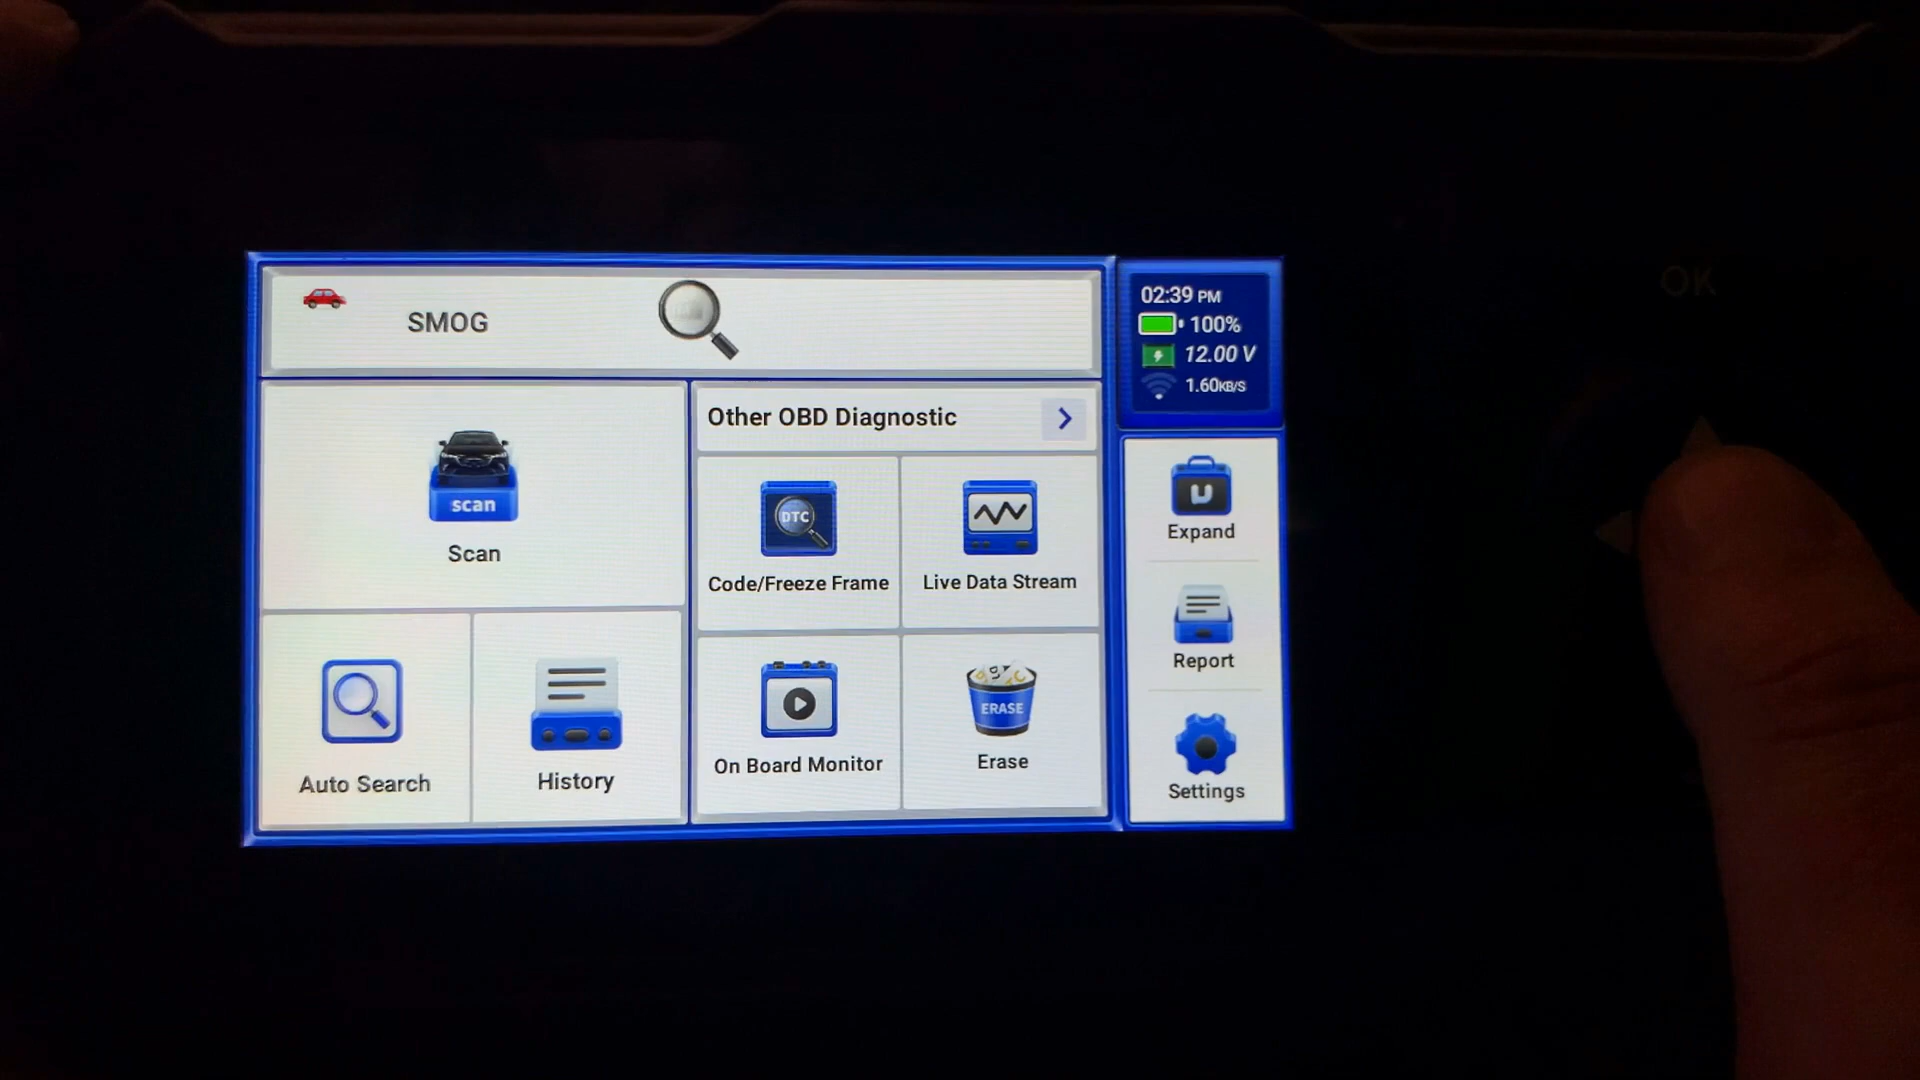 SMOG
02:39 PM
100%
12.00 V
1.60KB/S
scan
Scan
Auto Search
History
Other OBD Diagnostic
DTC
Code/Freeze Frame
Live Data Stream
On Board Monitor
ERASE
Erase
Expand
Report
Settings
OK